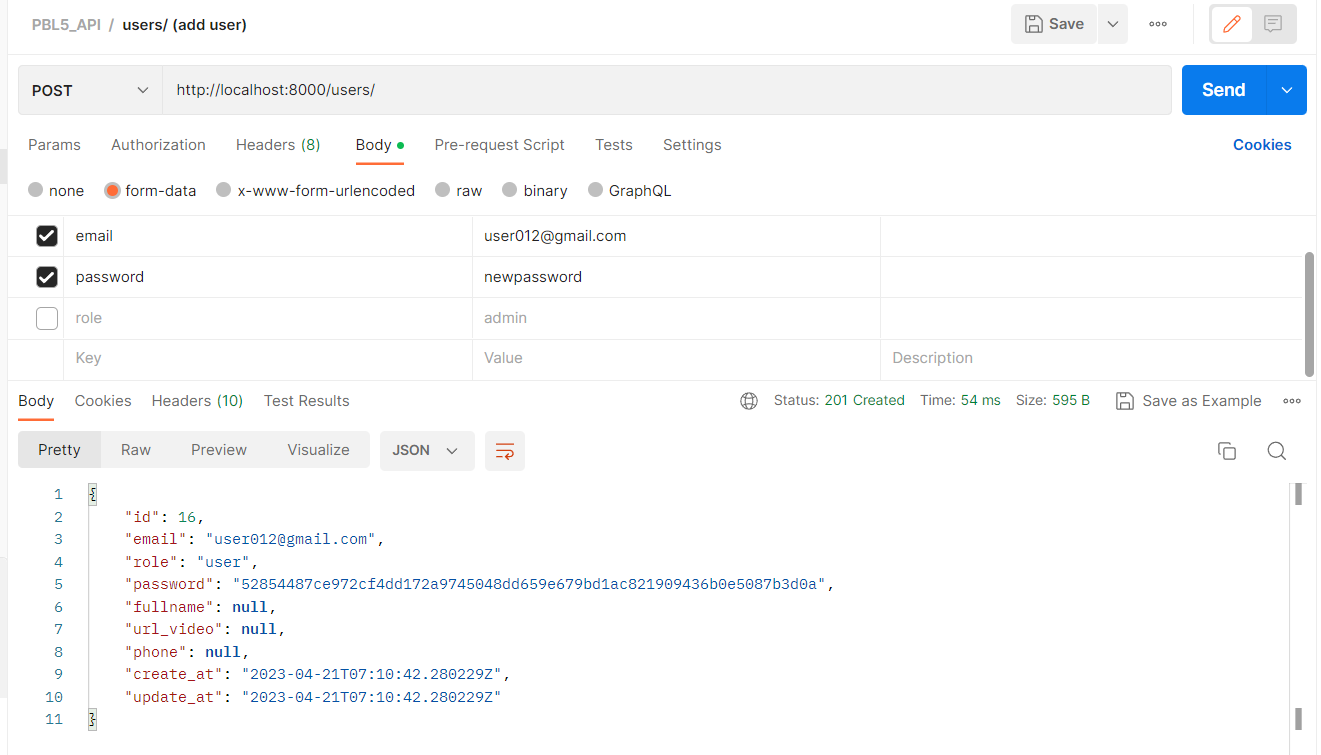 PBL5_API / users/ (add user) Save
POST http://localhost:8000/users/ Send
Params Authorization Headers (8) Body Pre-request Script Tests Settings Cookies
none form-data x-www-form-urlencoded raw binary GraphQL
email user012@gmail.com
password newpassword
role admin
Key Value Description
Body Cookies Headers (10) Test Results Status: 201 Created Time: 54 ms Size: 595 B Save as Example
Pretty Raw Preview Visualize JSON
1 {
2 "id": 16,
3 "email": "user012@gmail.com",
4 "role": "user",
5 "password": "52854487ce972cf4dd172a9745048dd659e679bd1ac821909436b0e5087b3d0a",
6 "fullname": null,
7 "url_video": null,
8 "phone": null,
9 "create_at": "2023-04-21T07:10:42.280229Z",
10 "update_at": "2023-04-21T07:10:42.280229Z"
11 }